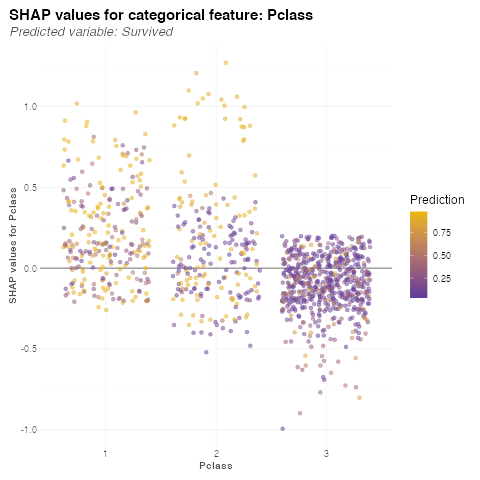 SHAP values for categorical feature: Pclass
Predicted variable: Survived
SHAP values for Pclass
1.0
0.5
0.0
-0.5
-1.0
1
2
3
Pclass
Prediction
0.75
0.50
0.25